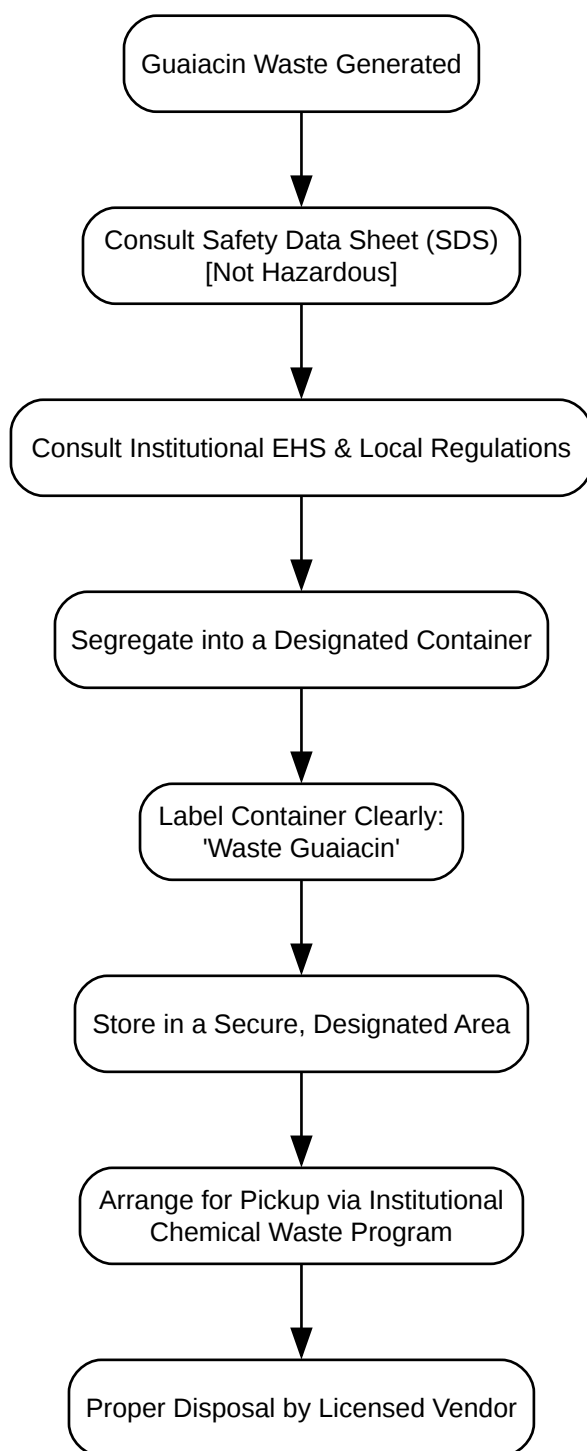 Guaiacin Waste Generated
Consult Safety Data Sheet (SDS)
[Not Hazardous]
Consult Institutional EHS & Local Regulations
Segregate into a Designated Container
Label Container Clearly:
'Waste Guaiacin'
Store in a Secure, Designated Area
Arrange for Pickup via Institutional
Chemical Waste Program
Proper Disposal by Licensed Vendor